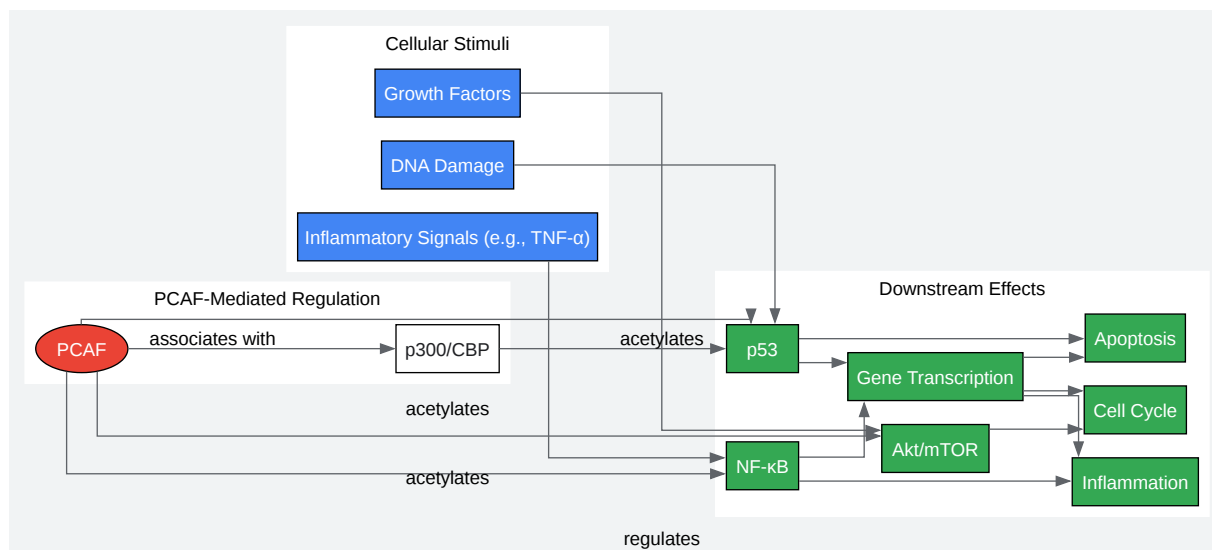 Cellular Stimuli
Growth Factors
DNA Damage
Inflammatory Signals (e.g., TNF-α)
PCAF-Mediated Regulation
PCAF
associates with
p300/CBP
acetylates
acetylates
acetylates
regulates
Downstream Effects
p53
Gene Transcription
Akt/mTOR
NF-κB
Apoptosis
Cell Cycle
Inflammation